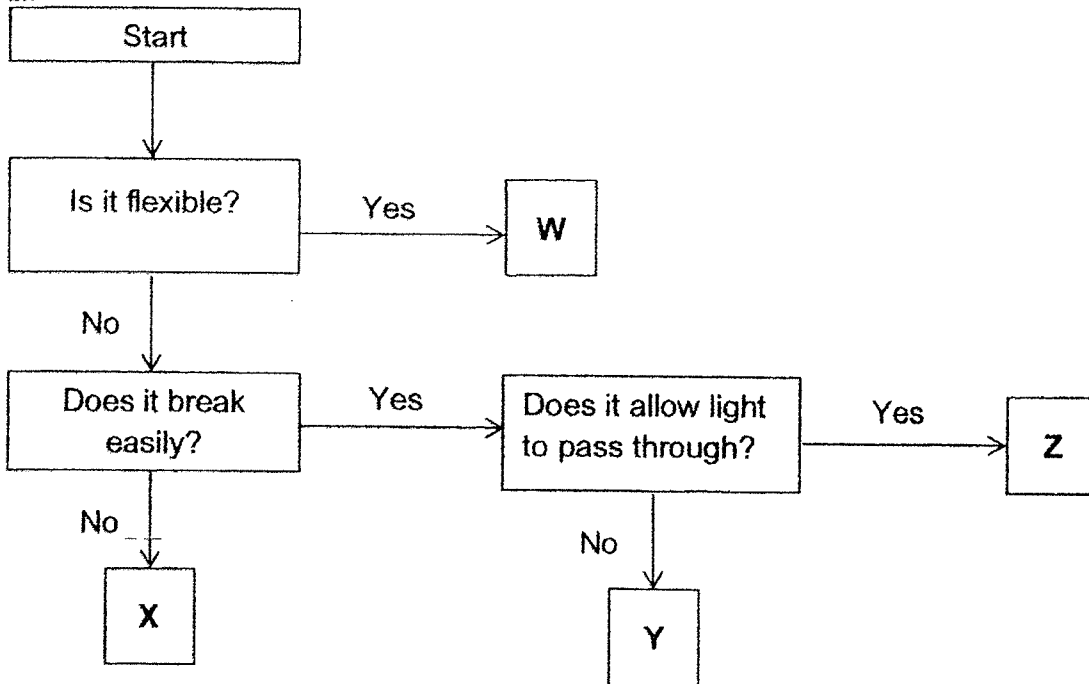 Start
Is it flexible?
Yes
W
No
Does it break
easily?
Yes
Does it allow light
to pass through?
Yes
Z
No
X
No
Y